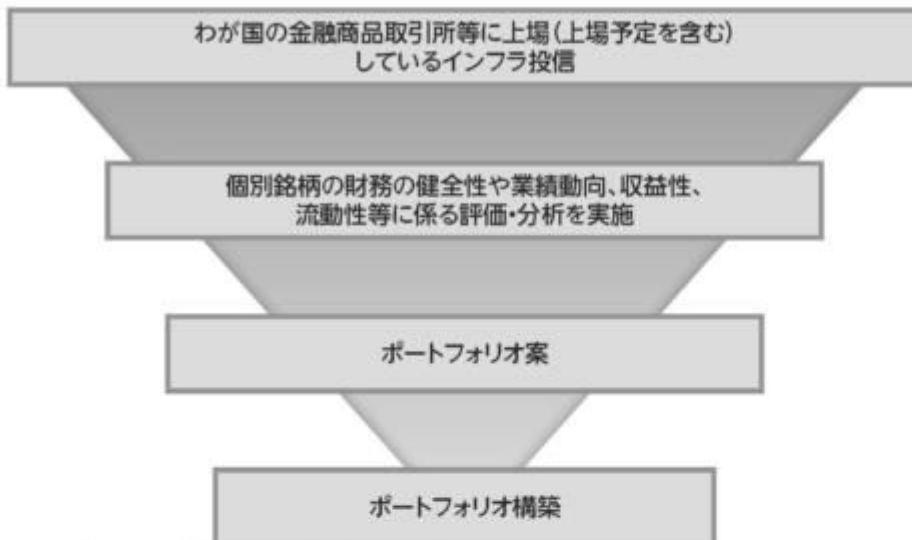 わが国の金融商品取引所等に上場(上場予定を含む)
しているインフラ投信
個別銘柄の財務の健全性や業績動向、収益性、
流動性等に係る評価・分析を実施
ポートフォリオ案
ポートフォリオ構築